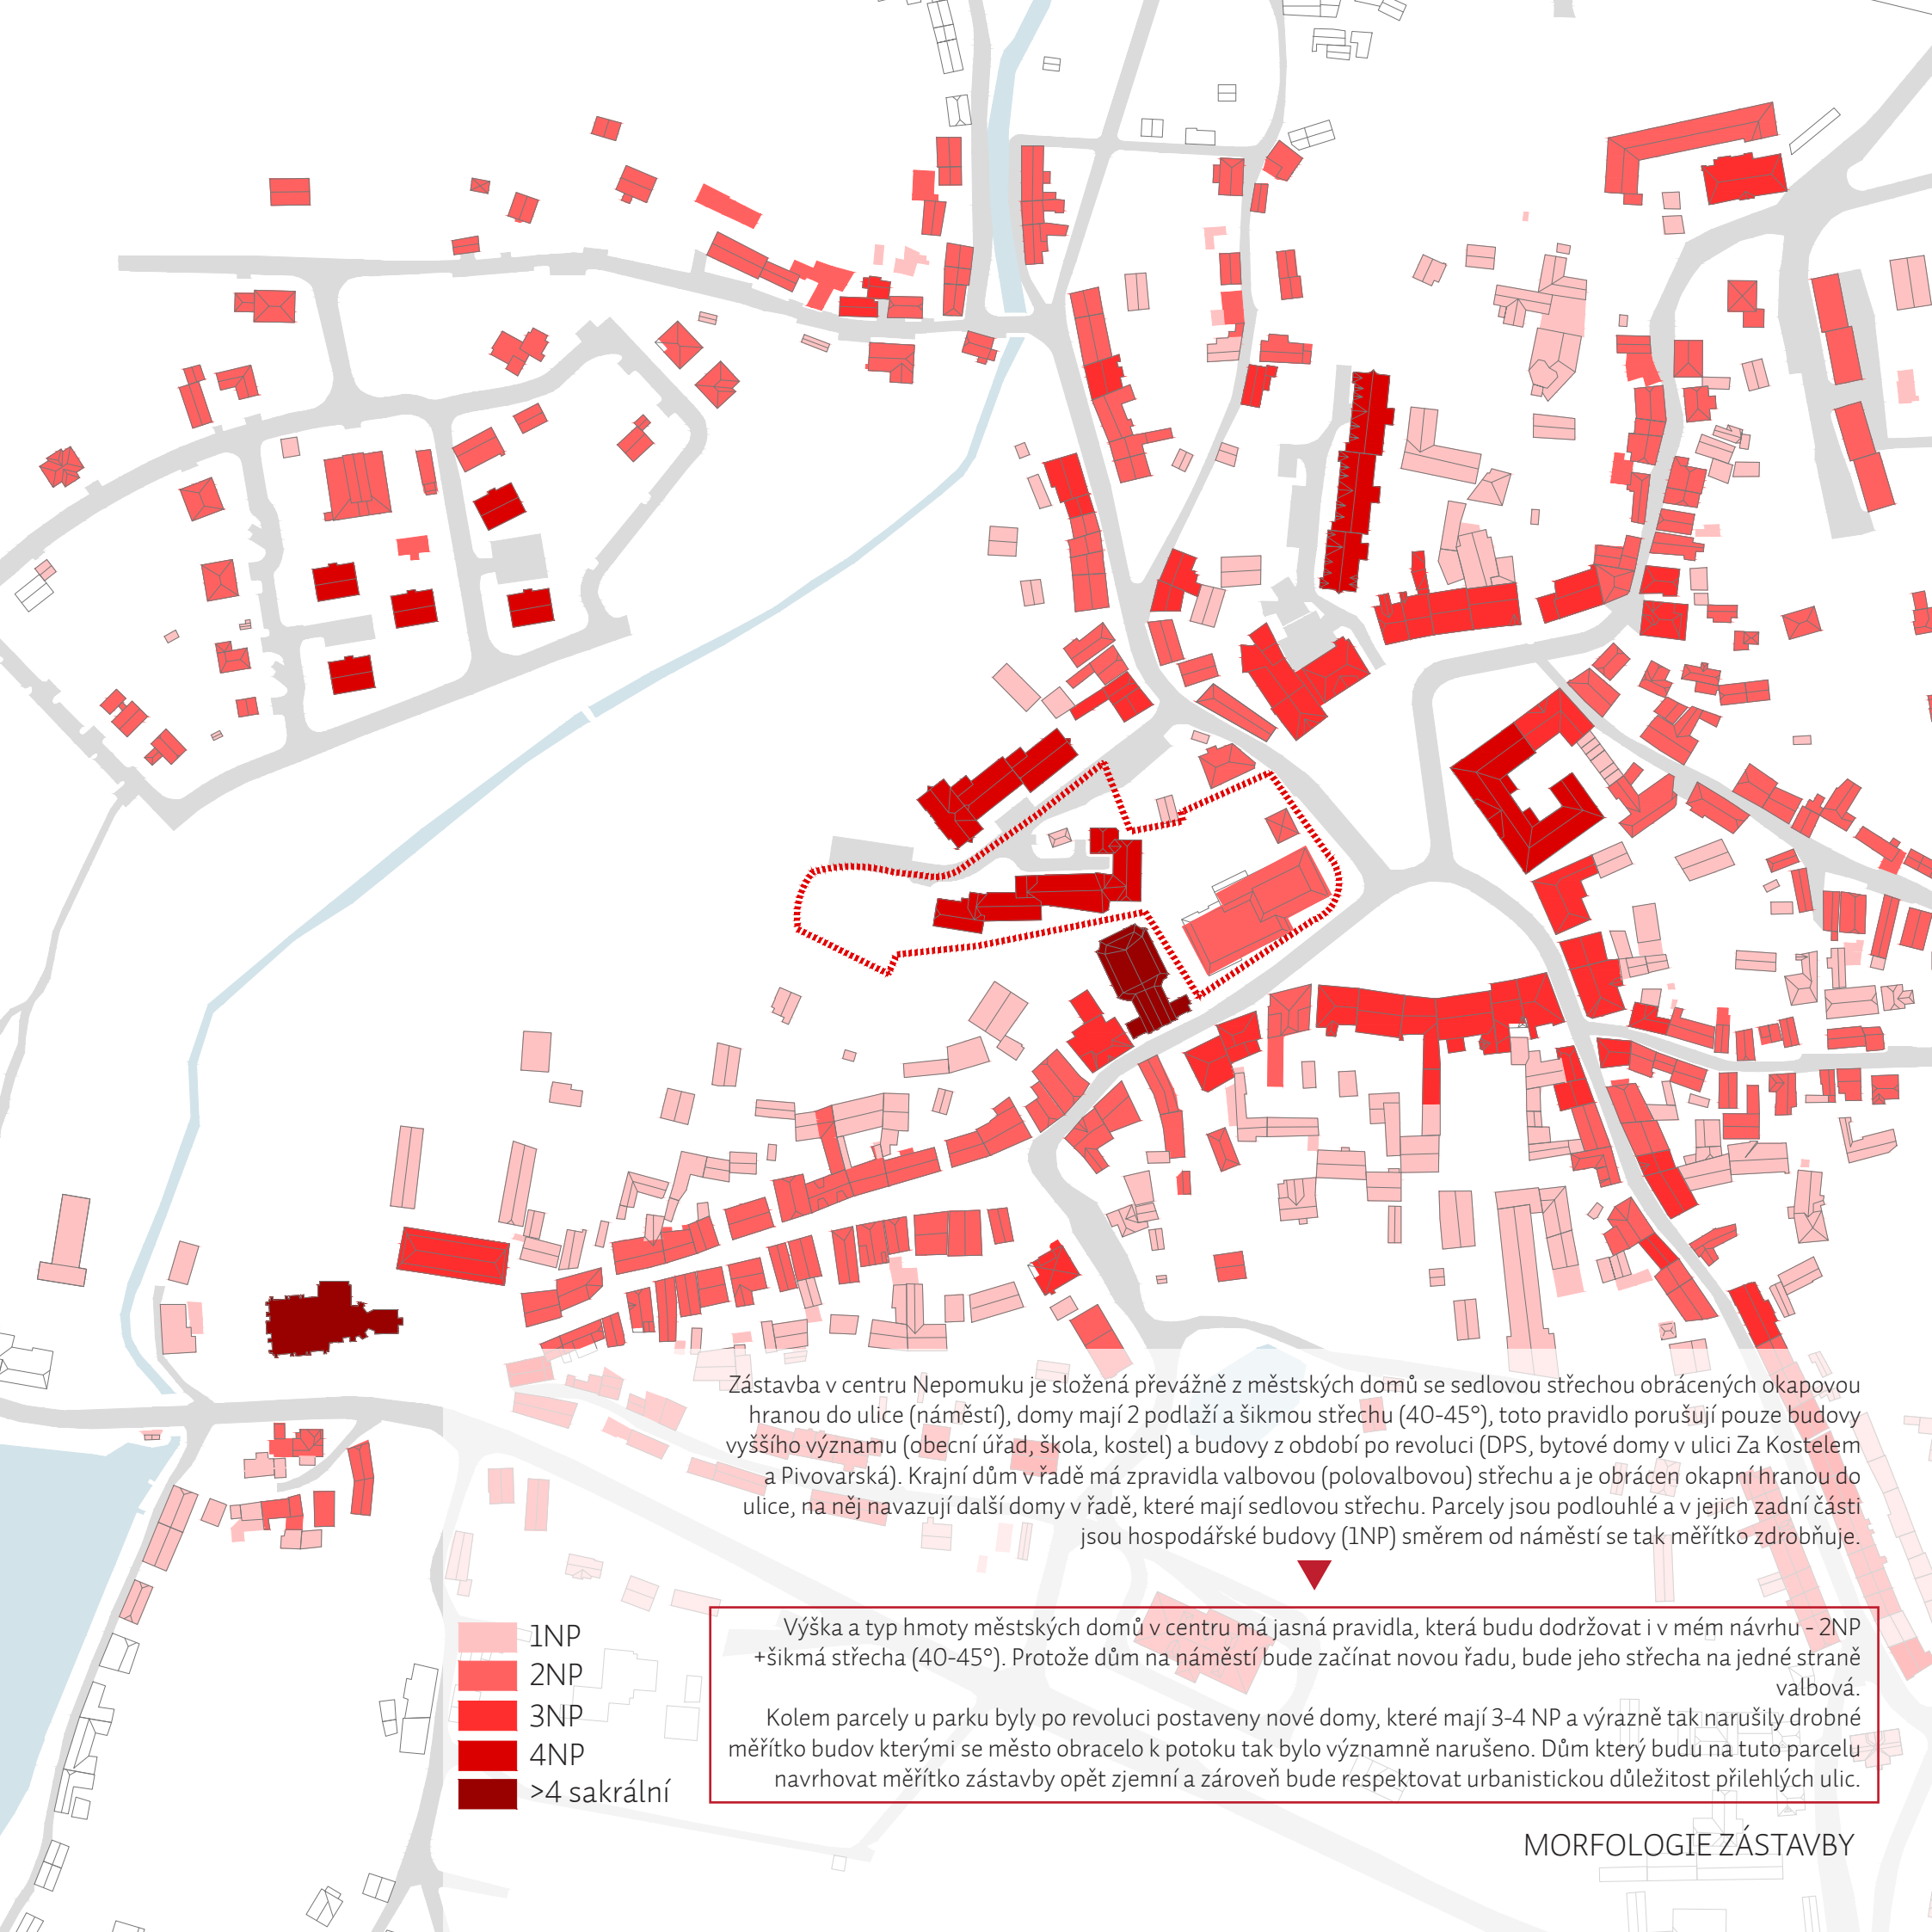 Zástavba v centru Nepomuku je složená převážně z městských domů se sedlovou střechou obrácených okapovou
hranou do ulice (náměstí), domy mají 2 podlaží a šikmou střechu (40-45°), toto pravidlo porušují pouze budovy
vyššího významu (obecní úřad, škola, kostel) a budovy z období po revoluci (DPS, bytové domy v ulici Za Kostelem
a Pivovarská). Krajní dům v řadě má zpravidla valbovou (polovalbovou) střechu a je obrácen okapní hranou do
ulice, na něj navazují další domy v řadě, které mají sedlovou střechu. Parcely jsou podlouhlé a v jejich zadní části
jsou hospodářské budovy (1NP) směrem od náměstí se tak měřítko zdrobňuje.
Výška a typ hmoty městských domů v centru má jasná pravidla, která budu dodržovat i v mém návrhu - 2NP
+šikmá střecha (40-45°). Protože dům na náměstí bude začínat novou řadu, bude jeho střecha na jedné straně
valbová.
Kolem parcely u parku byly po revoluci postaveny nové domy, které mají 3-4 NP a výrazně tak narušily drobné
měřítko budov kterými se město obracelo k potoku tak bylo významně narušeno. Dům který budu na tuto parcelu
navrhovat měřítko zástavby opět zjemní a zároveň bude respektovat urbanistickou důležitost přilehlých ulic.
1NP
2NP
3NP
4NP
>4 sakrální
MORFOLOGIE ZÁSTAVBY